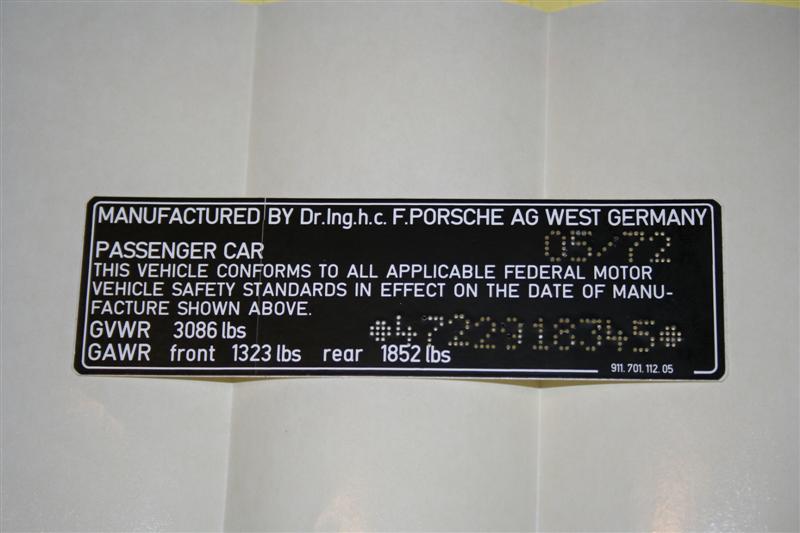 MANUFACTURED BY Dr.Ing.h.c. F.PORSCHE AG WEST GERMANY
05/72
PASSENGER CAR
THIS VEHICLE CONFORMS TO ALL APPLICABLE FEDERAL MOTOR
VEHICLE SAFETY STANDARDS IN EFFECT ON THE DATE OF MANU-
FACTURE SHOWN ABOVE.
GVWR 3086 lbs *4722918345*
GAWR front 1323 lbs rear 1852 lbs
911. 701. 112. 05